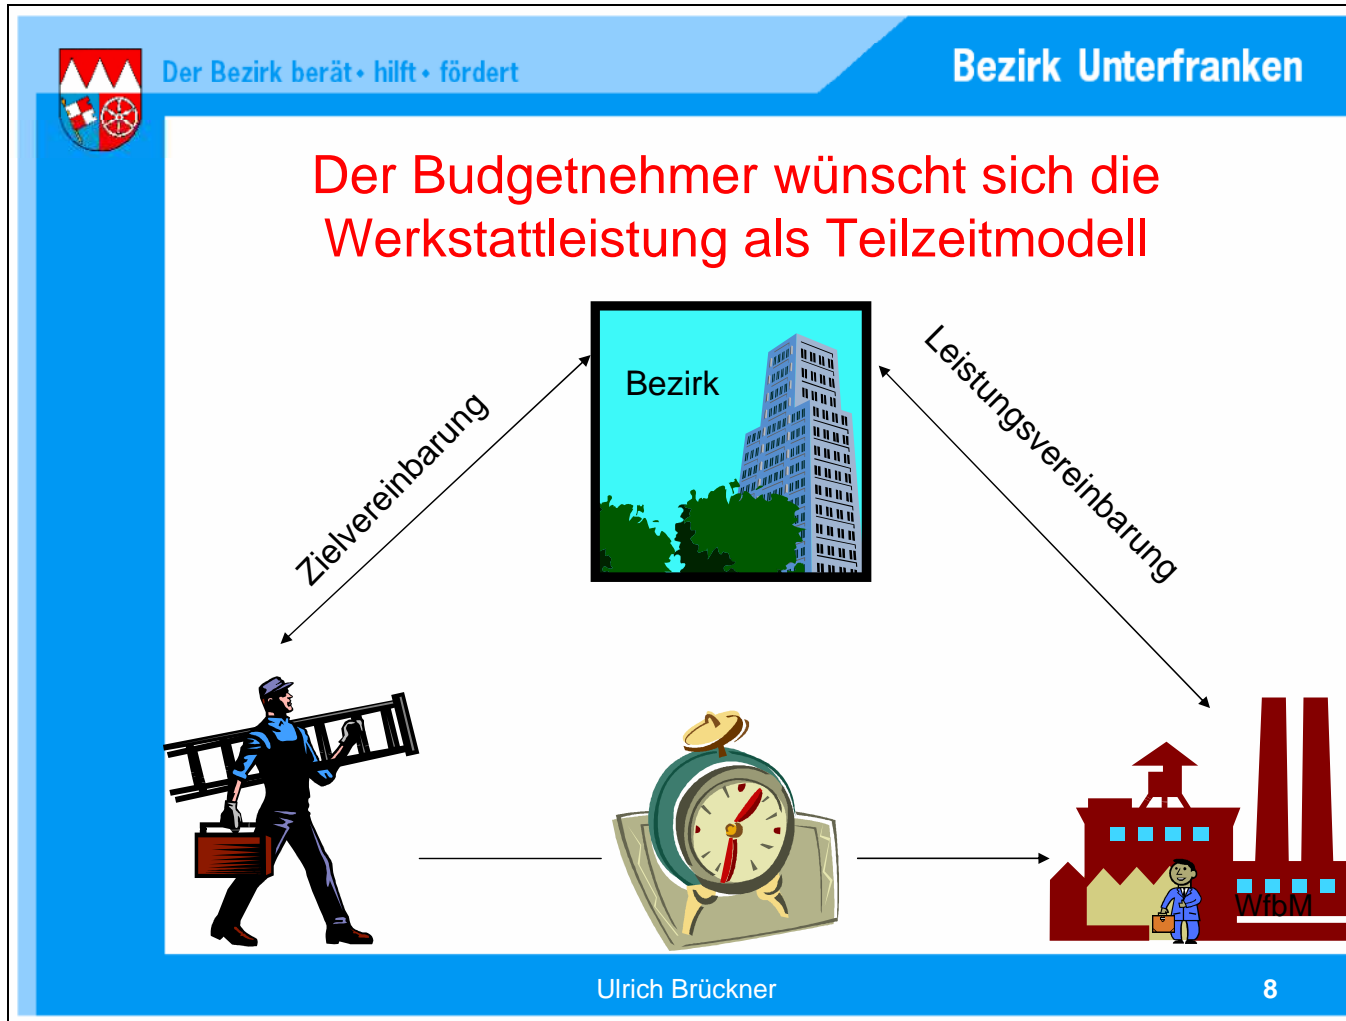 Der Bezirk berät • hilft • fördert
Bezirk Unterfranken
Der Budgetnehmer wünscht sich die
Werkstattleistung als Teilzeitmodell
Bezirk
Zielvereinbarung
Leistungsvereinbarung
WfbM
Ulrich Brückner
8